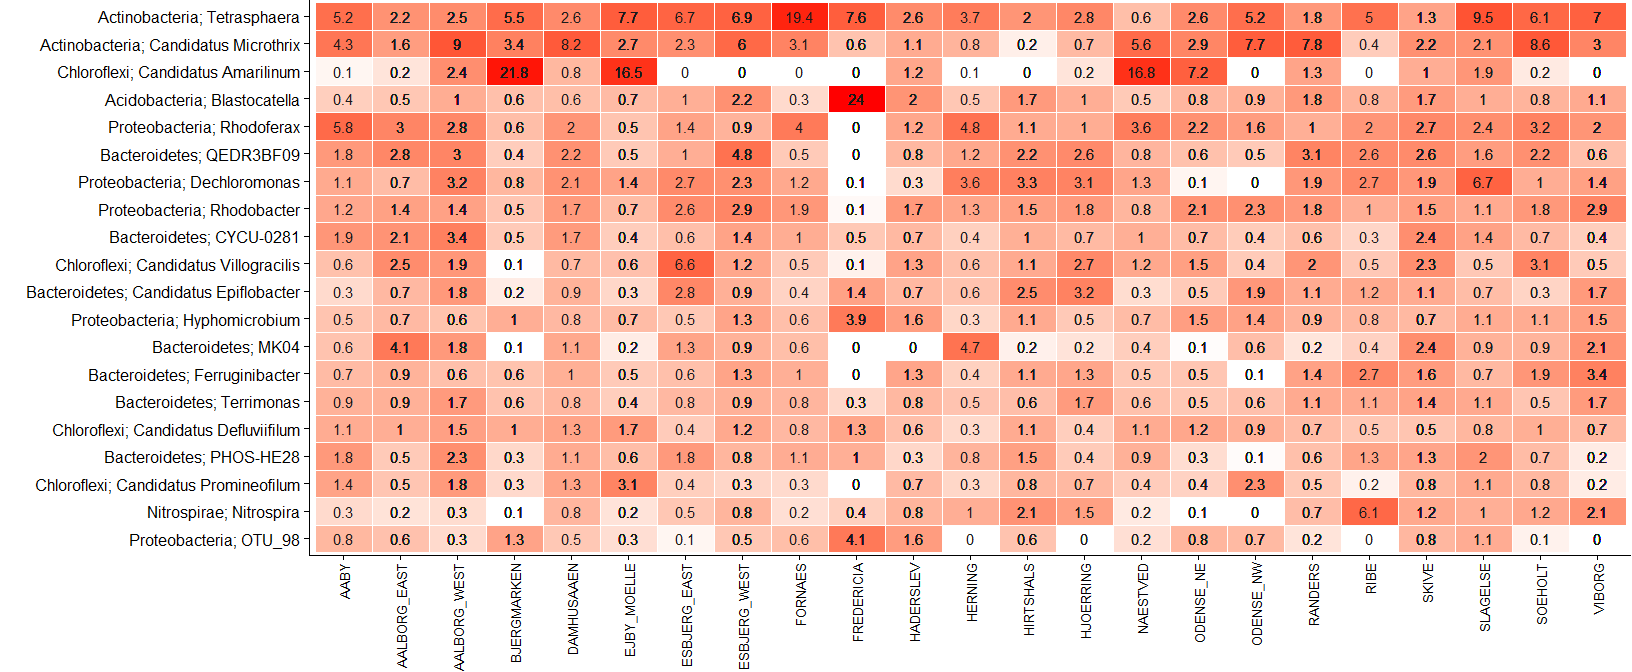 Actinobacteria; Tetrasphaera 5.2 2.2 2.5 5.5 2.6 7.7 6.7 6.9 19.4 7.6 2.6 3.7 2 2.8 0.6 2.6 5.2 1.8 5 1.3 9.5 6.1 7
Actinobacteria; Candidatus Microthrix 4.3 1.6 9 3.4 8.2 2.7 2.3 6 3.1 0.6 1.1 0.8 0.2 0.7 5.6 2.9 7.7 7.8 0.4 2.2 2.1 8.6 3
Chloroflexi; Candidatus Amarilinum 0.1 0.2 2.4 21.8 0.8 16.5 0 0 0 0 1.2 0.1 0 0.2 16.8 7.2 0 1.3 0 1 1.9 0.2 0
Acidobacteria; Blastocatella 0.4 0.5 1 0.6 0.6 0.7 1 2.2 0.3 24 2 0.5 1.7 1 0.5 0.8 0.9 1.8 0.8 1.7 1 0.8 1.1
Proteobacteria; Rhodoferax 5.8 3 2.8 0.6 2 0.5 1.4 0.9 4 0 1.2 4.8 1.1 1 3.6 2.2 1.6 1 2 2.7 2.4 3.2 2
Bacteroidetes; QEDR3BF09 1.8 2.8 3 0.4 2.2 0.5 1 4.8 0.5 0 0.8 1.2 2.2 2.6 0.8 0.6 0.5 3.1 2.6 2.6 1.6 2.2 0.6
Proteobacteria; Dechloromonas 1.1 0.7 3.2 0.8 2.1 1.4 2.7 2.3 1.2 0.1 0.3 3.6 3.3 3.1 1.3 0.1 0 1.9 2.7 1.9 6.7 1 1.4
Proteobacteria; Rhodobacter 1.2 1.4 1.4 0.5 1.7 0.7 2.6 2.9 1.9 0.1 1.7 1.3 1.5 1.8 0.8 2.1 2.3 1.8 1 1.5 1.1 1.8 2.9
Bacteroidetes; CYCU-0281 1.9 2.1 3.4 0.5 1.7 0.4 0.6 1.4 1 0.5 0.7 0.4 1 0.7 1 0.7 0.4 0.6 0.3 2.4 1.4 0.7 0.4
Chloroflexi; Candidatus Villogracilis 0.6 2.5 1.9 0.1 0.7 0.6 6.6 1.2 0.5 0.1 1.3 0.6 1.1 2.7 1.2 1.5 0.4 2 0.5 2.3 0.5 3.1 0.5
Bacteroidetes; Candidatus Epiflobacter 0.3 0.7 1.8 0.2 0.9 0.3 2.8 0.9 0.4 1.4 0.7 0.6 2.5 3.2 0.3 0.5 1.9 1.1 1.2 1.1 0.7 0.3 1.7
Proteobacteria; Hyphomicrobium 0.5 0.7 0.6 1 0.8 0.7 0.5 1.3 0.6 3.9 1.6 0.3 1.1 0.5 0.7 1.5 1.4 0.9 0.8 0.7 1.1 1.1 1.5
Bacteroidetes; MK04 0.6 4.1 1.8 0.1 1.1 0.2 1.3 0.9 0.6 0 0 4.7 0.2 0.2 0.4 0.1 0.6 0.2 0.4 2.4 0.9 0.9 2.1
Bacteroidetes; Ferruginibacter 0.7 0.9 0.6 0.6 1 0.5 0.6 1.3 1 0 1.3 0.4 1.1 1.3 0.5 0.5 0.1 1.4 2.7 1.6 0.7 1.9 3.4
Bacteroidetes; Terrimonas 0.9 0.9 1.7 0.6 0.8 0.4 0.8 0.9 0.8 0.3 0.8 0.5 0.6 1.7 0.6 0.5 0.6 1.1 1.1 1.4 1.1 0.5 1.7
Chloroflexi; Candidatus Defluviifilum 1.1 1 1.5 1 1.3 1.7 0.4 1.2 0.8 1.3 0.6 0.3 1.1 0.4 1.1 1.2 0.9 0.7 0.5 0.5 0.8 1 0.7
Bacteroidetes; PHOS-HE28 1.8 0.5 2.3 0.3 1.1 0.6 1.8 0.8 1.1 1 0.3 0.8 1.5 0.4 0.9 0.3 0.1 0.6 1.3 1.3 2 0.7 0.2
Chloroflexi; Candidatus Promineofilum 1.4 0.5 1.8 0.3 1.3 3.1 0.4 0.3 0.3 0 0.7 0.3 0.8 0.7 0.4 0.4 2.3 0.5 0.2 0.8 1.1 0.8 0.2
Nitrospirae; Nitrospira 0.3 0.2 0.3 0.1 0.8 0.2 0.5 0.8 0.2 0.4 0.8 1 2.1 1.5 0.2 0.1 0 0.7 6.1 1.2 1 1.2 2.1
Proteobacteria; OTU_98 0.8 0.6 0.3 1.3 0.5 0.3 0.1 0.5 0.6 4.1 1.6 0 0.6 0 0.2 0.8 0.7 0.2 0 0.8 1.1 0.1 0
AABY
AALBORG_EAST
AALBORG_WEST
BJERGMARKEN
DAMHUSAAEN
EJBY_MOELLE
ESBJERG_EAST
ESBJERG_WEST
FORNAES
FREDERICIA
HADERSLEV
HERNING
HIRTSHALS
HJOERRING
NAESTVED
ODENSE_NE
ODENSE_NW
RANDERS
RIBE
SKIVE
SLAGELSE
SOEHOLT
VIBORG